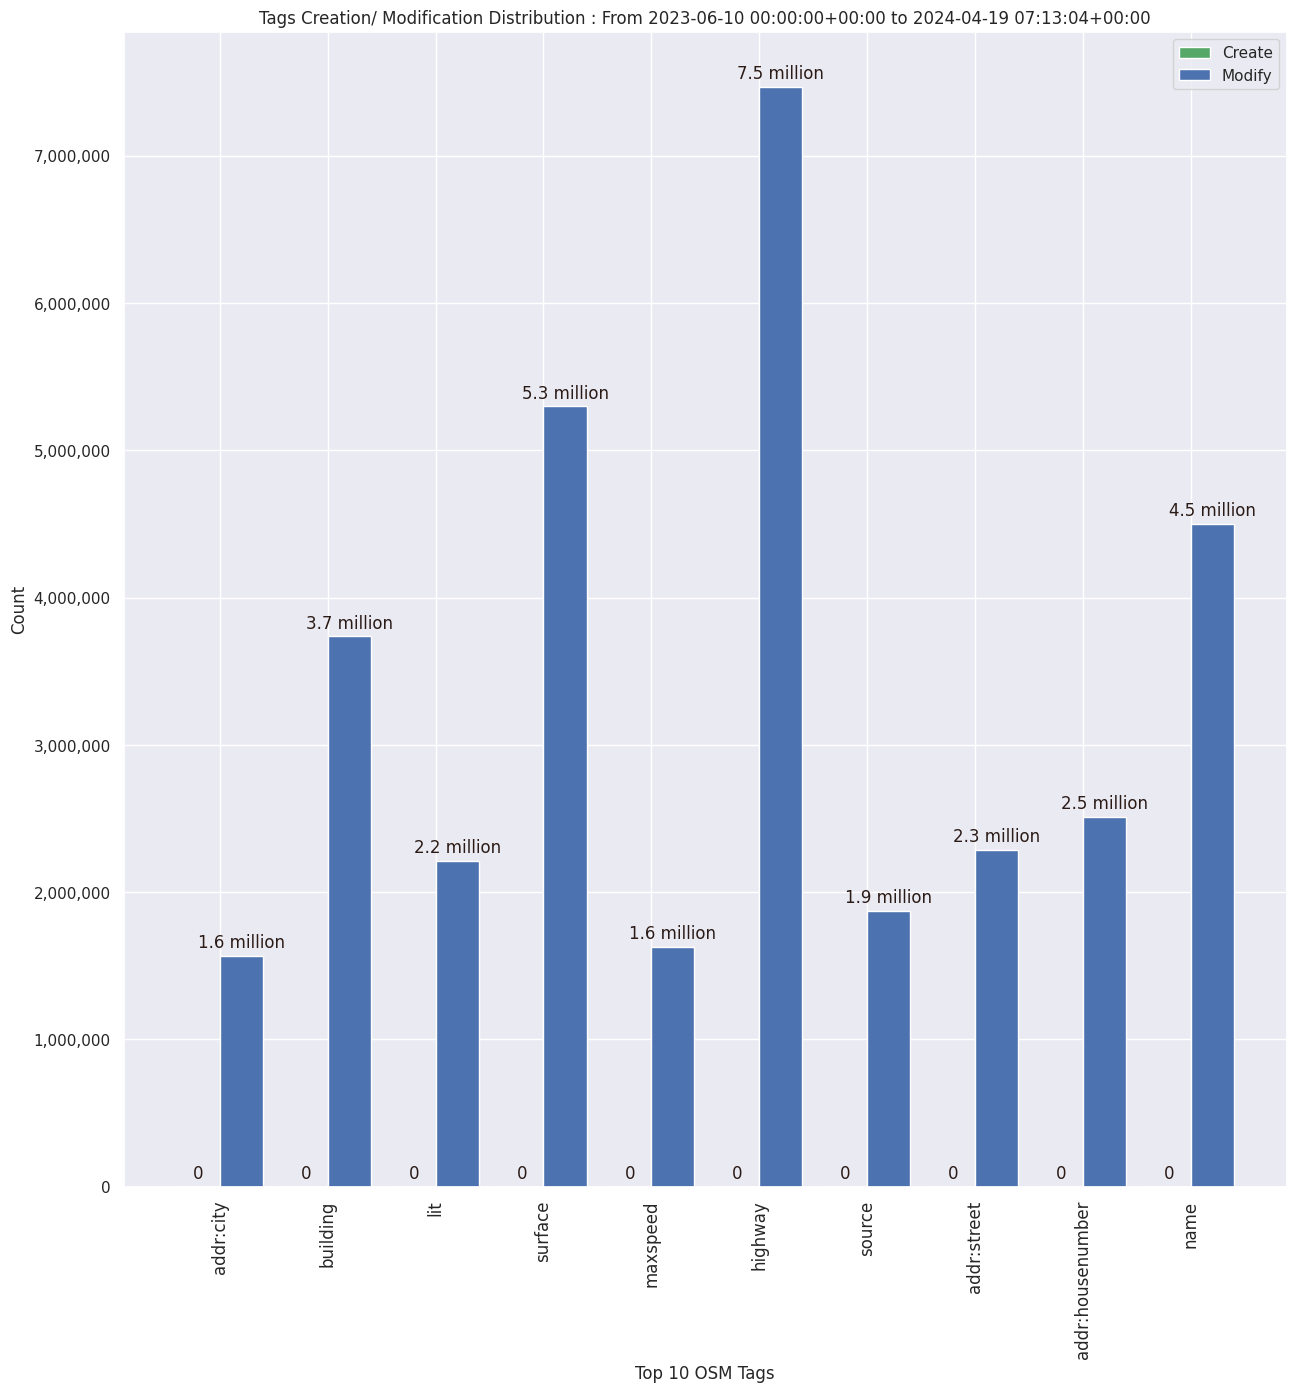 Tags Creation/ Modification Distribution : From 2023-06-10 00:00:00+00:00 to 2024-04-19 07:13:04+00:00
Create
Modify
7.5 million
7,000,000
6,000,000
5.3 million
5,000,000
4.5 million
4,000,000
3.7 million
3,000,000
2.5 million
2.3 million
2.2 million
2,000,000
1.9 million
1.6 million
1.6 million
1,000,000
0
0 0 0 0 0 0 0 0 0 0
Count
addr:city
building
lit
surface
maxspeed
highway
source
addr:street
addr:housenumber
name
Top 10 OSM Tags